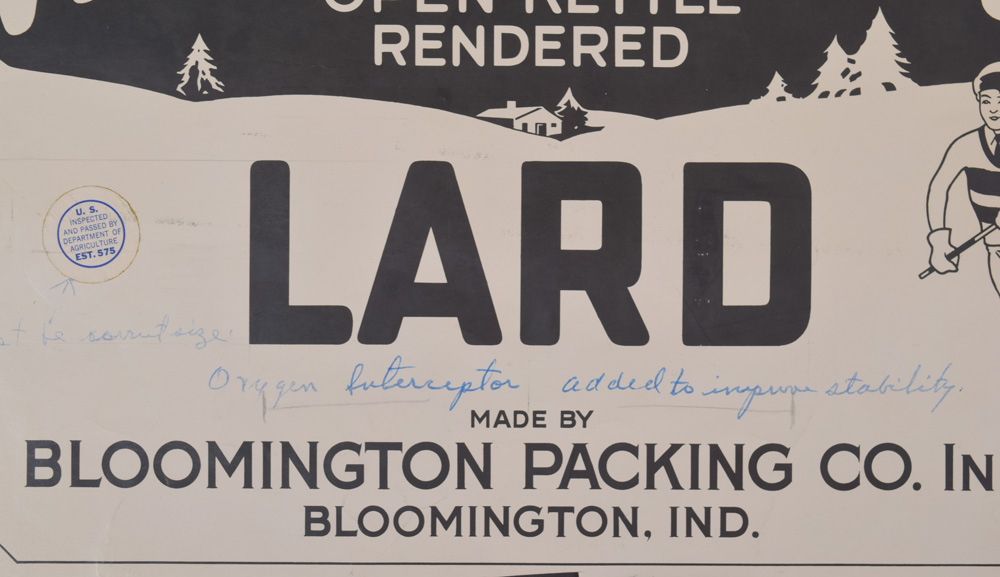 OPEN KETTLE
RENDERED
LARD
U. S.
INSPECTED
AND PASSED BY
DEPARTMENT OF
AGRICULTURE
EST. 575
be correct size
Oxygen Interceptor added to improve stability.
MADE BY
BLOOMINGTON PACKING CO. IN
BLOOMINGTON, IND.